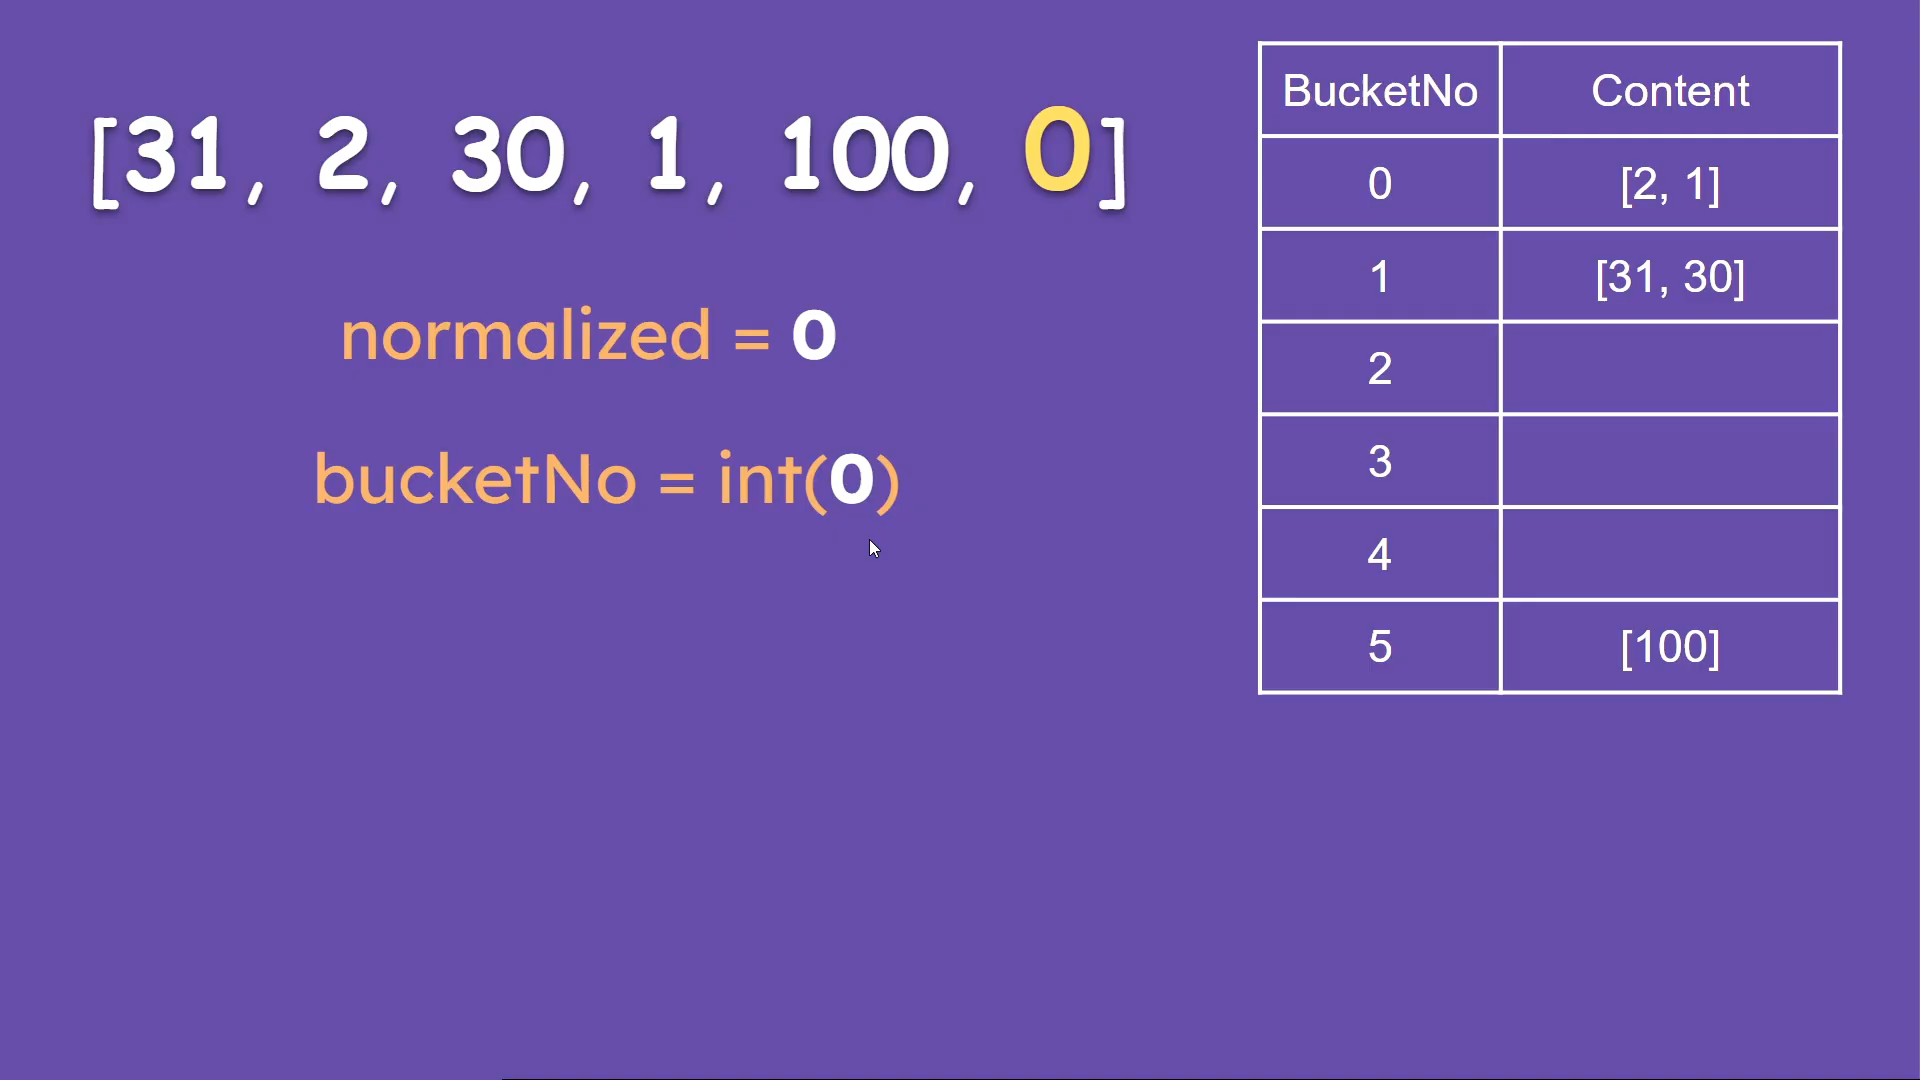 [31, 2, 30, 1, 100, 0]
normalized = 0
bucketNo = int(0)
BucketNo Content
0 [2, 1]
1 [31, 30]
2
3
4
5 [100]